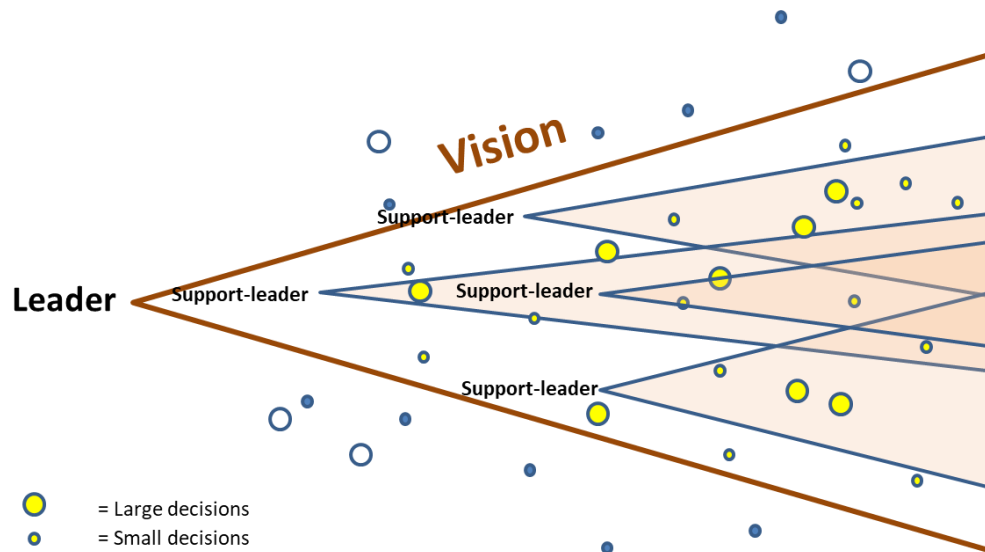 Vision
Support-leader
Leader
Support-leader
Support-leader
Support-leader
= Large decisions
= Small decisions